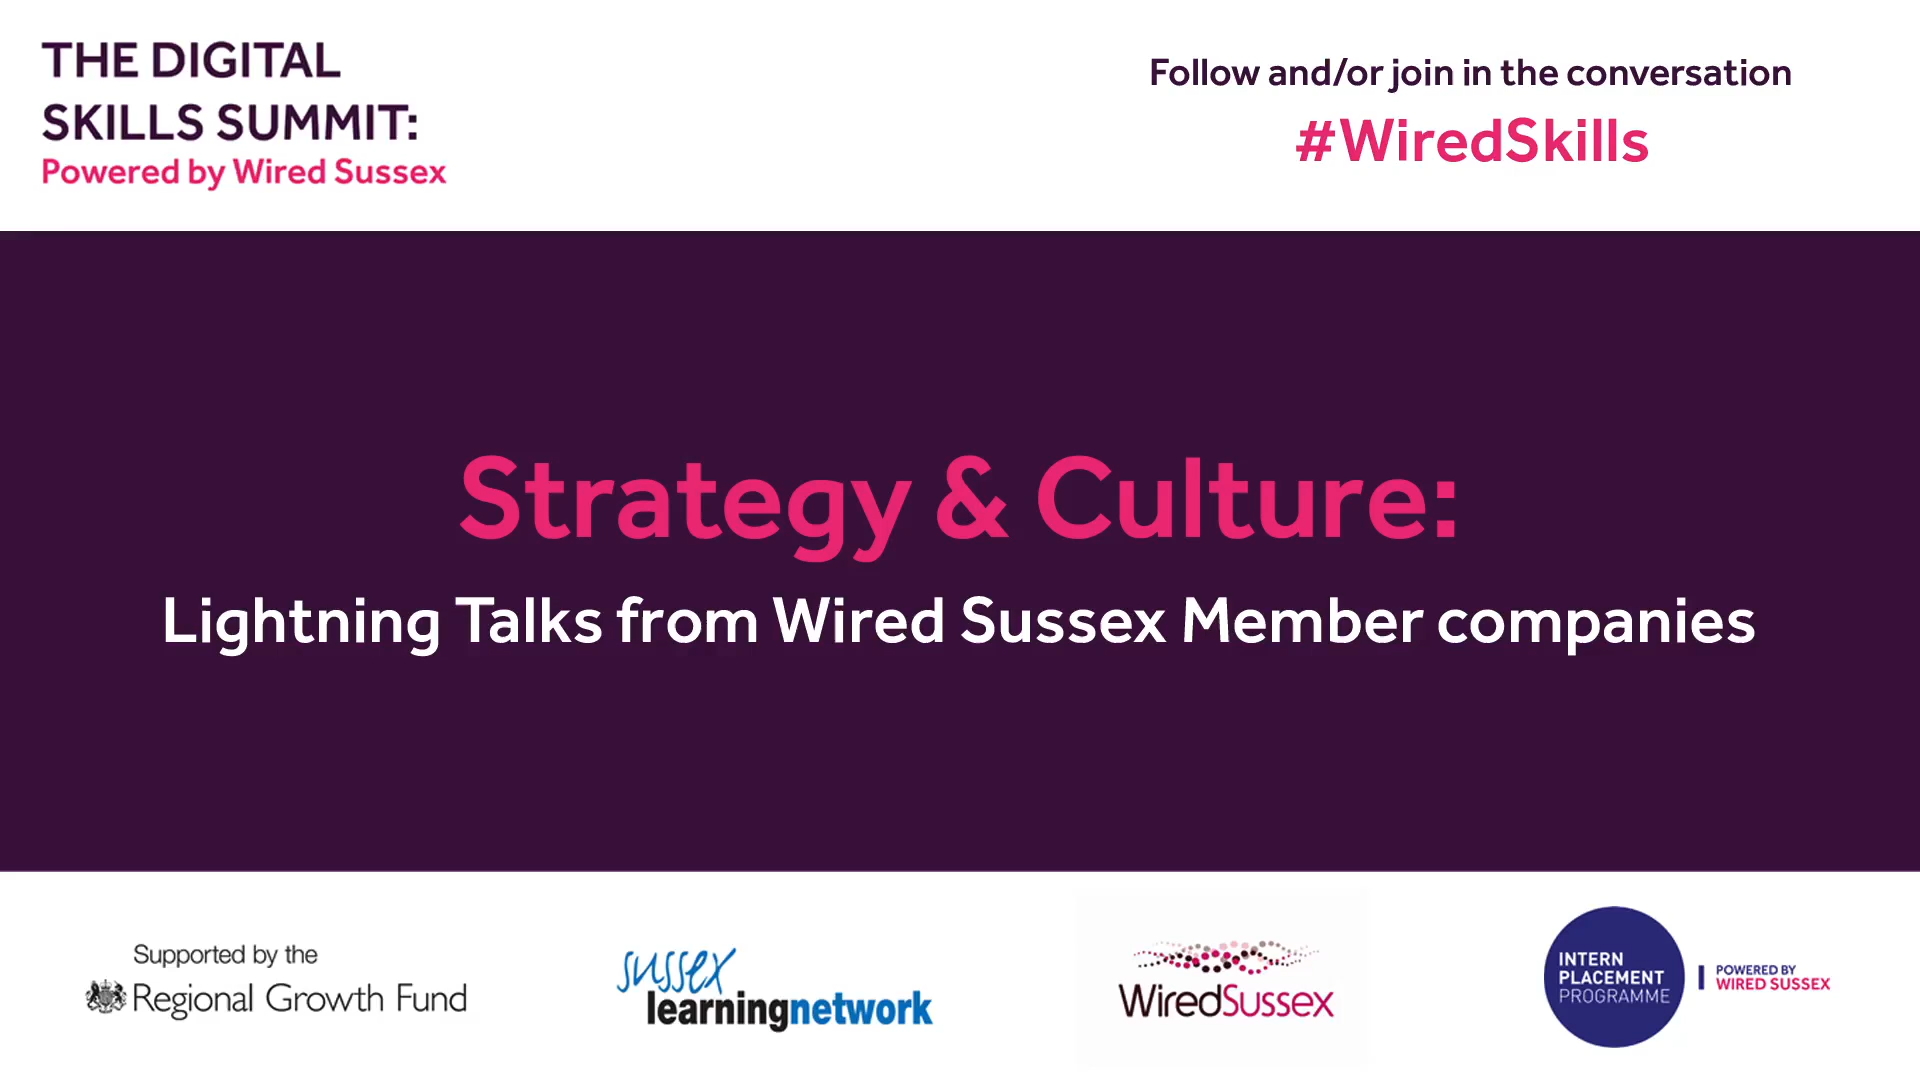 THE DIGITAL
SKILLS SUMMIT:
Powered by Wired Sussex
Follow and/or join in the conversation
#WiredSkills
Strategy & Culture:
Lightning Talks from Wired Sussex Member companies
Supported by the
Regional Growth Fund
sussex
learningnetwork
WiredSussex
INTERN
PLACEMENT
PROGRAMME
POWERED BY
WIRED SUSSEX